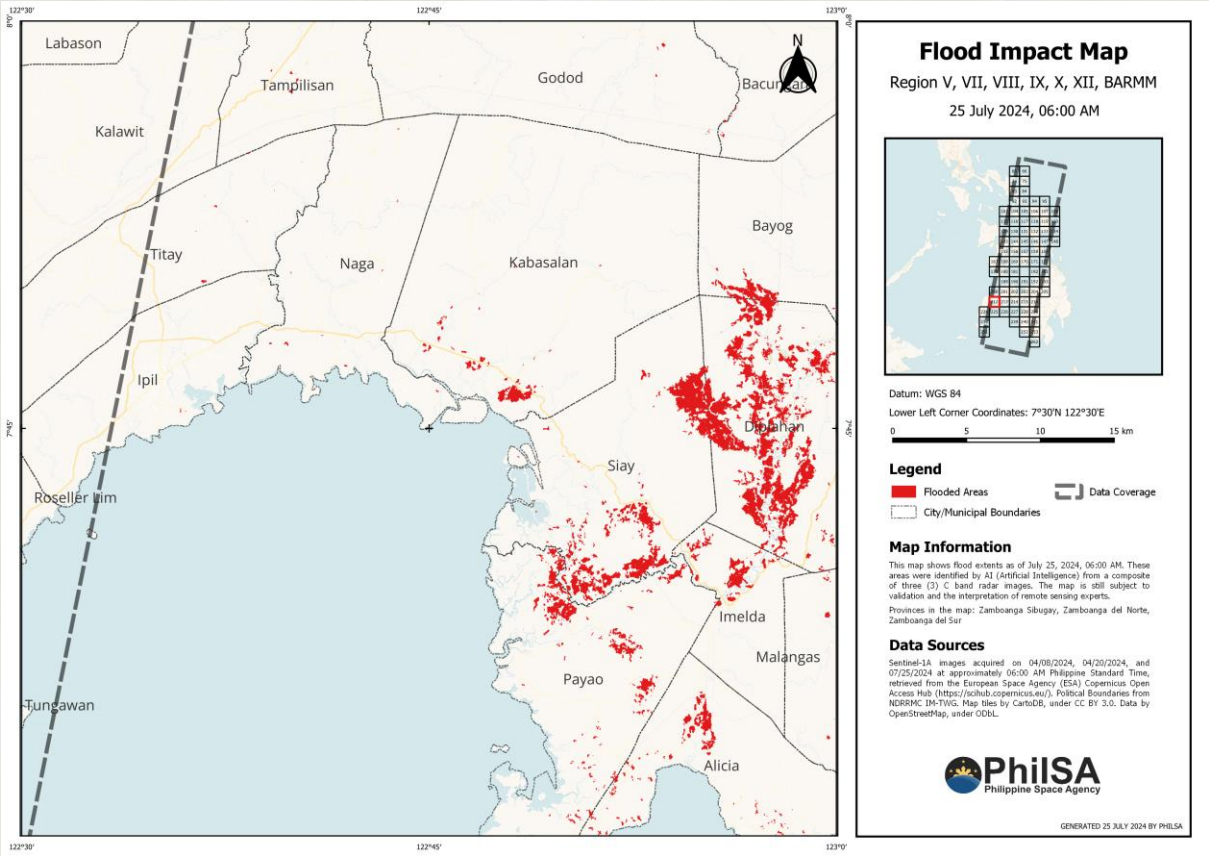 122°30'
122°45'
123°0'
8°0'
8°0'
Labason
N
Tampilisan
Godod
Bacungan
Kalawit
Bayog
Titay
Naga
Kabasalan
Ipil
7°45'
Diplahan
7°45'
Siay
Roseller Lim
Imelda
Malangas
Payao
Tungawan
Alicia
122°30'
122°45'
123°0'
Flood Impact Map
Region V, VII, VIII, IX, X, XII, BARMM
25 July 2024, 06:00 AM
Datum: WGS 84
Lower Left Corner Coordinates: 7°30'N 122°30'E
0 5 10 15 km
Legend
Flooded Areas
Data Coverage
City/Municipal Boundaries
Map Information
This map shows flood extents as of July 25, 2024, 06:00 AM. These
areas were identified by AI (Artificial Intelligence) from a composite
of three (3) C band radar images. The map is still subject to
validation and the interpretation of remote sensing experts.
Provinces in the map: Zamboanga Sibugay, Zamboanga del Norte,
Zamboanga del Sur
Data Sources
Sentinel-1A images acquired on 04/08/2024, 04/20/2024, and
07/25/2024 at approximately 06:00 AM Philippine Standard Time,
retrieved from the European Space Agency (ESA) Copernicus Open
Access Hub (https://scihub.copernicus.eu/). Political Boundaries from
NDRRMC IM-TWG. Map tiles by CartoDB, under CC BY 3.0. Data by
OpenStreetMap, under ODbL.
PhilSA
Philippine Space Agency
GENERATED 25 JULY 2024 BY PHILSA